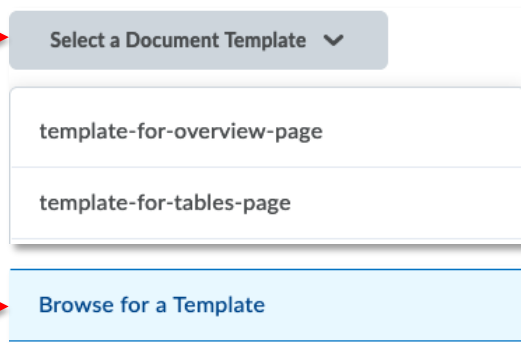 Select a Document Template
template-for-overview-page
template-for-tables-page
Browse for a Template